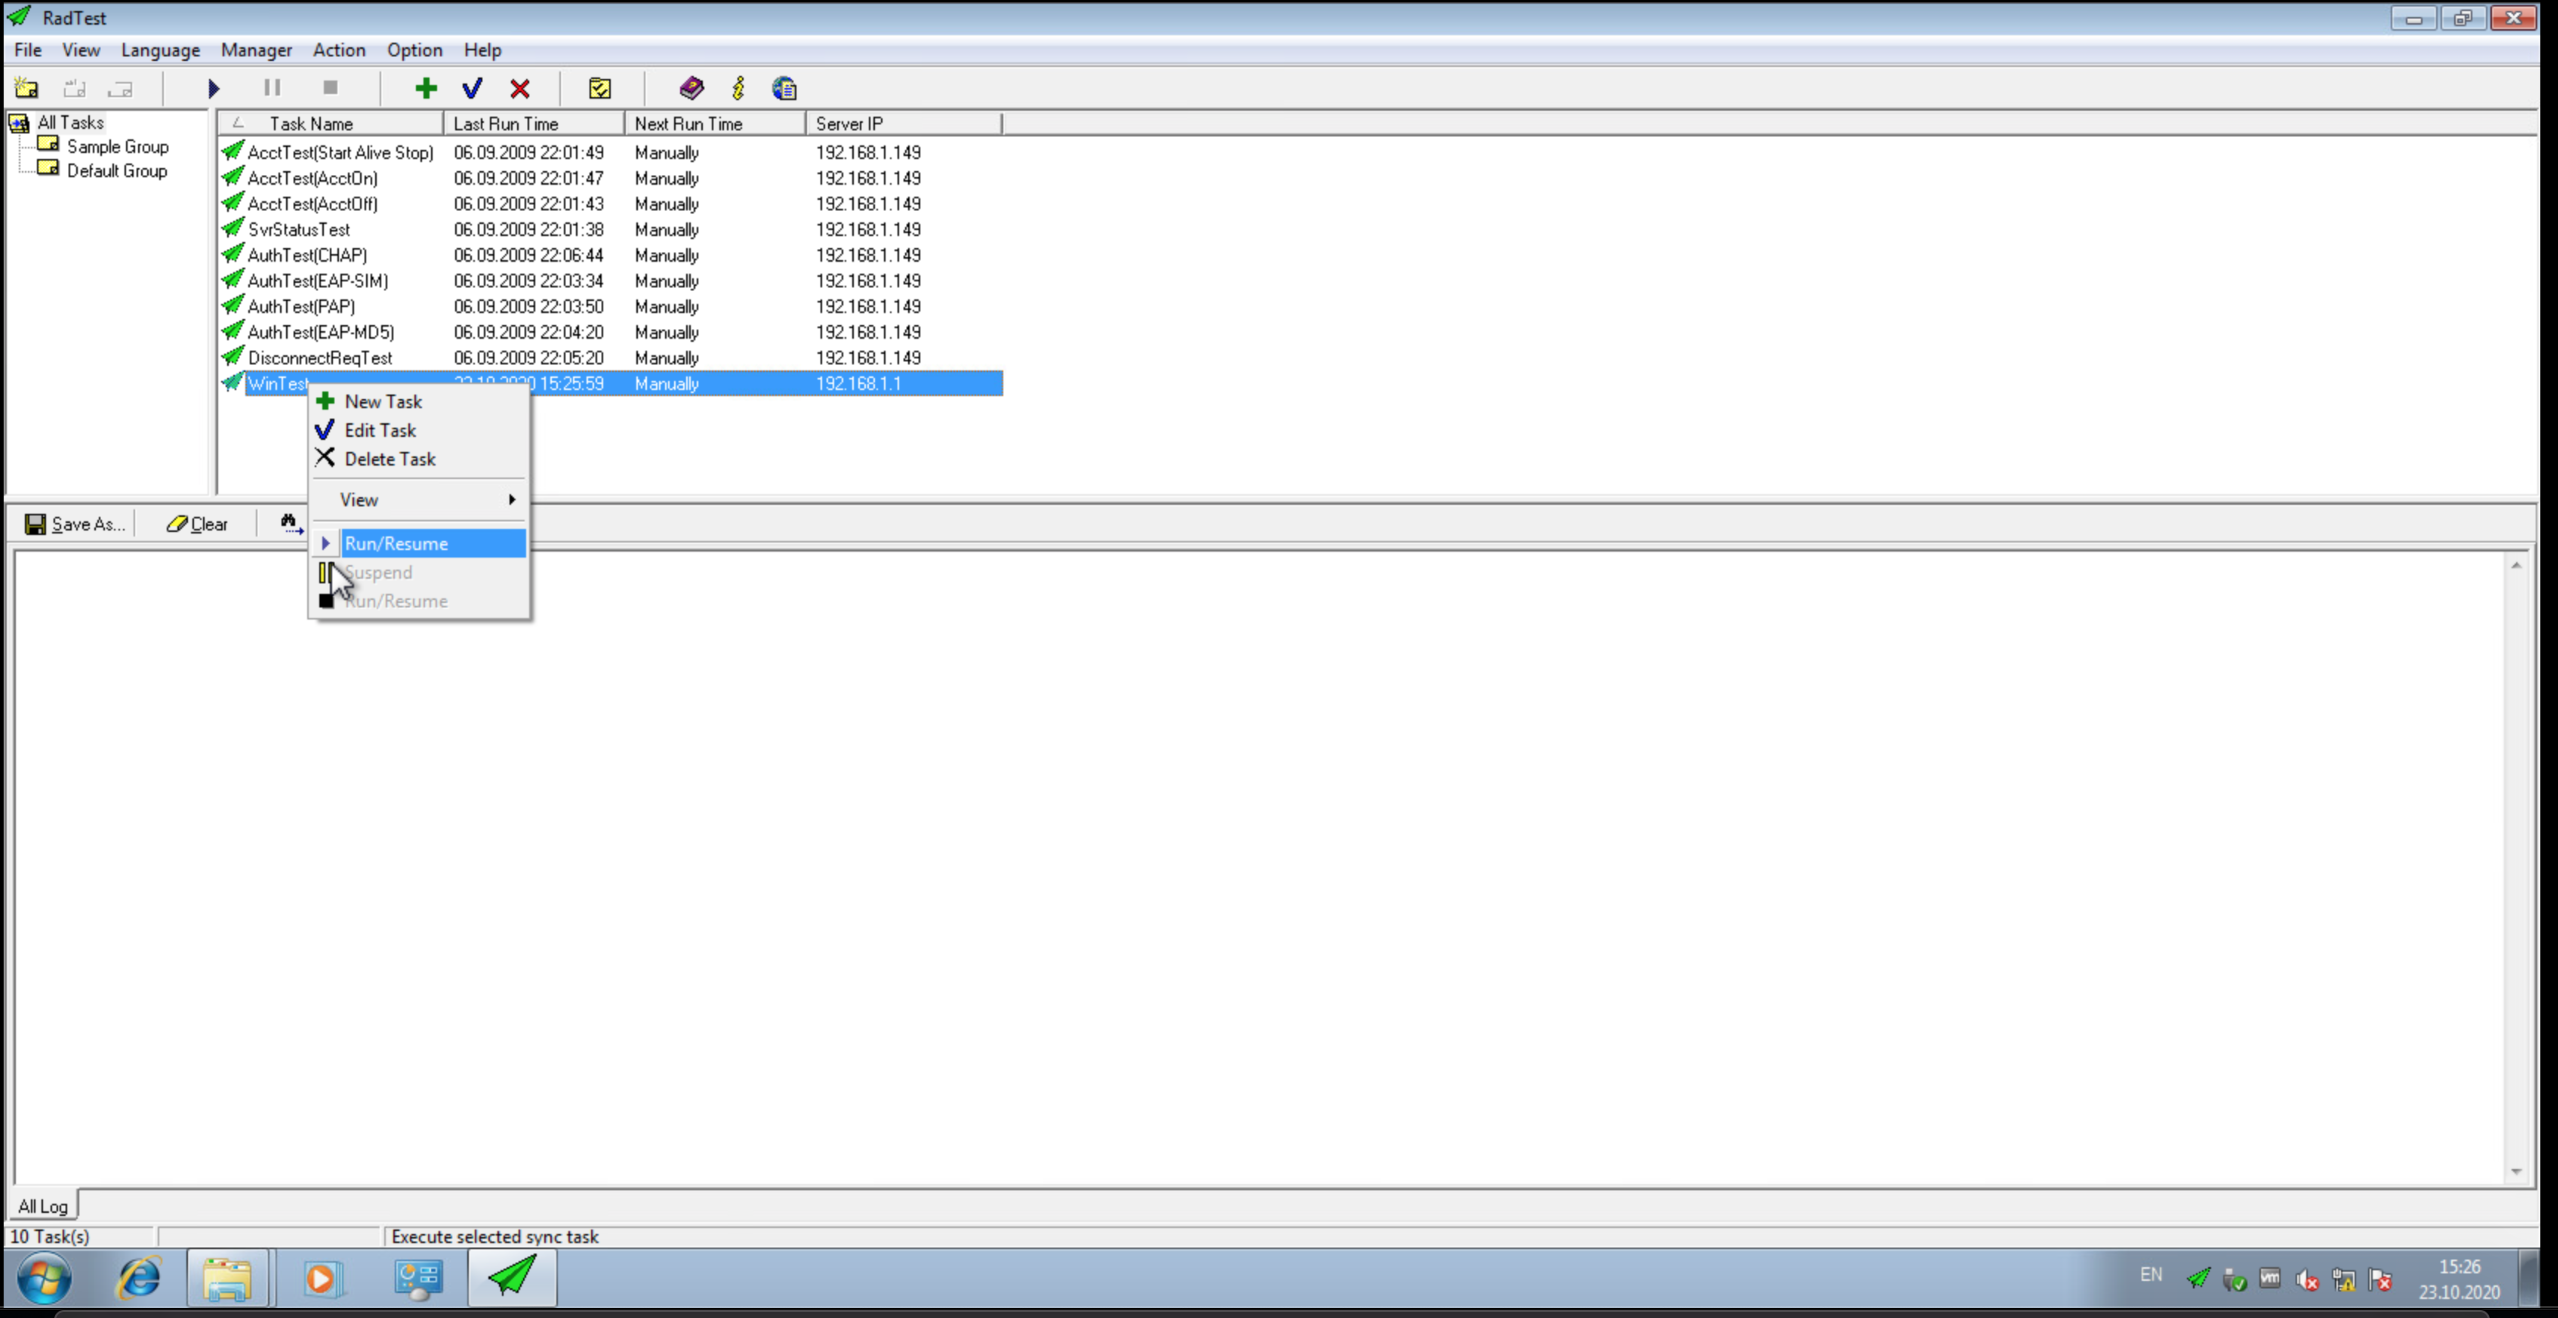 RadTest
File View Language Manager Action Option Help
All Tasks
Sample Group
Default Group
Task Name Last Run Time Next Run Time Server IP
AcctTest(Start Alive Stop) 06.09.2009 22:01:49 Manually 192.168.1.149
AcctTest(AcctOn) 06.09.2009 22:01:47 Manually 192.168.1.149
AcctTest(AcctOff) 06.09.2009 22:01:43 Manually 192.168.1.149
SvrStatusTest 06.09.2009 22:01:38 Manually 192.168.1.149
AuthTest(CHAP) 06.09.2009 22:06:44 Manually 192.168.1.149
AuthTest(EAP-SIM) 06.09.2009 22:03:34 Manually 192.168.1.149
AuthTest(PAP) 06.09.2009 22:03:50 Manually 192.168.1.149
AuthTest(EAP-MD5) 06.09.2009 22:04:20 Manually 192.168.1.149
DisconnectReqTest 06.09.2009 22:05:20 Manually 192.168.1.149
WinTest 15:25:59 Manually 192.168.1.1
New Task
Edit Task
Delete Task
View
Run/Resume
Suspend
Run/Resume
Save As... Clear
All Log
10 Task(s) Execute selected sync task
EN
15:26
23.10.2020